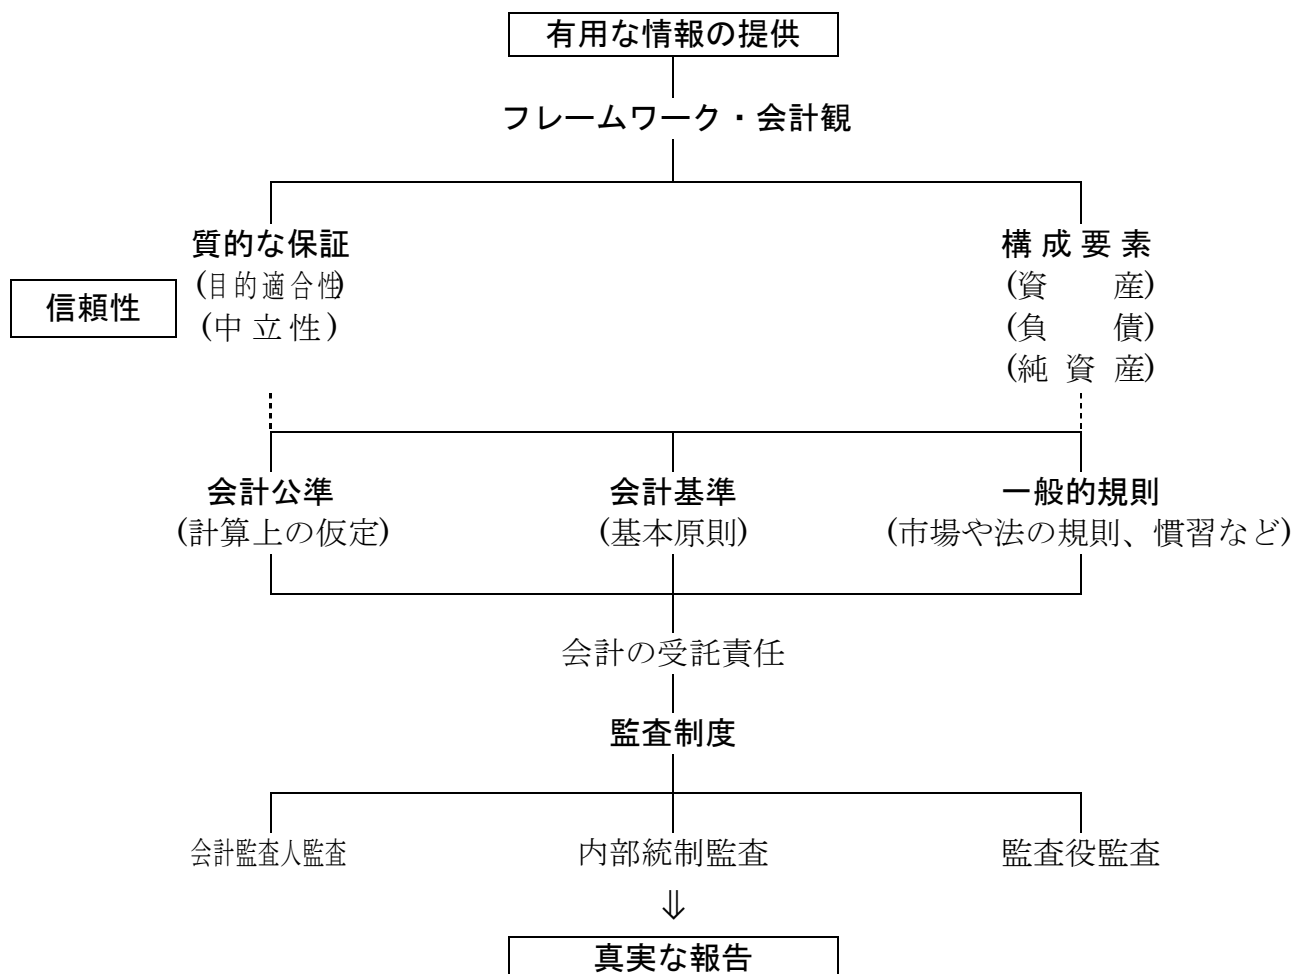 有用な情報の提供
フレームワーク・会計観
質的な保証
(目的適合性)
(中立性)
信頼性
構成要素
(資産)
(負債)
(純資産)
会計公準
(計算上の仮定)
会計基準
(基本原則)
一般的規則
(市場や法の規則、慣習など)
会計の受託責任
監査制度
会計監査人監査
内部統制監査
監査役監査
⇓
真実な報告